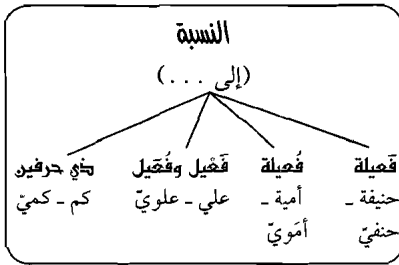 النسبة
(إلى . . .)
فَعيلة فُعيلة فَعْيل وفُعَيل ذي حرفين
حنيفة ـ أمية ـ علي ـ علويّ كم ـ كميّ
حنفيّ أمَويّ